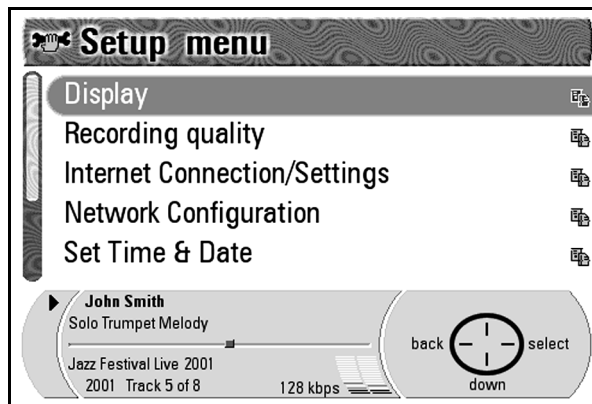 Setup menu
Display
Recording quality
Internet Connection/Settings
Network Configuration
Set Time & Date
John Smith
Solo Trumpet Melody
Jazz Festival Live 2001
2001 Track 5 of 8 128 kbps
back select
down